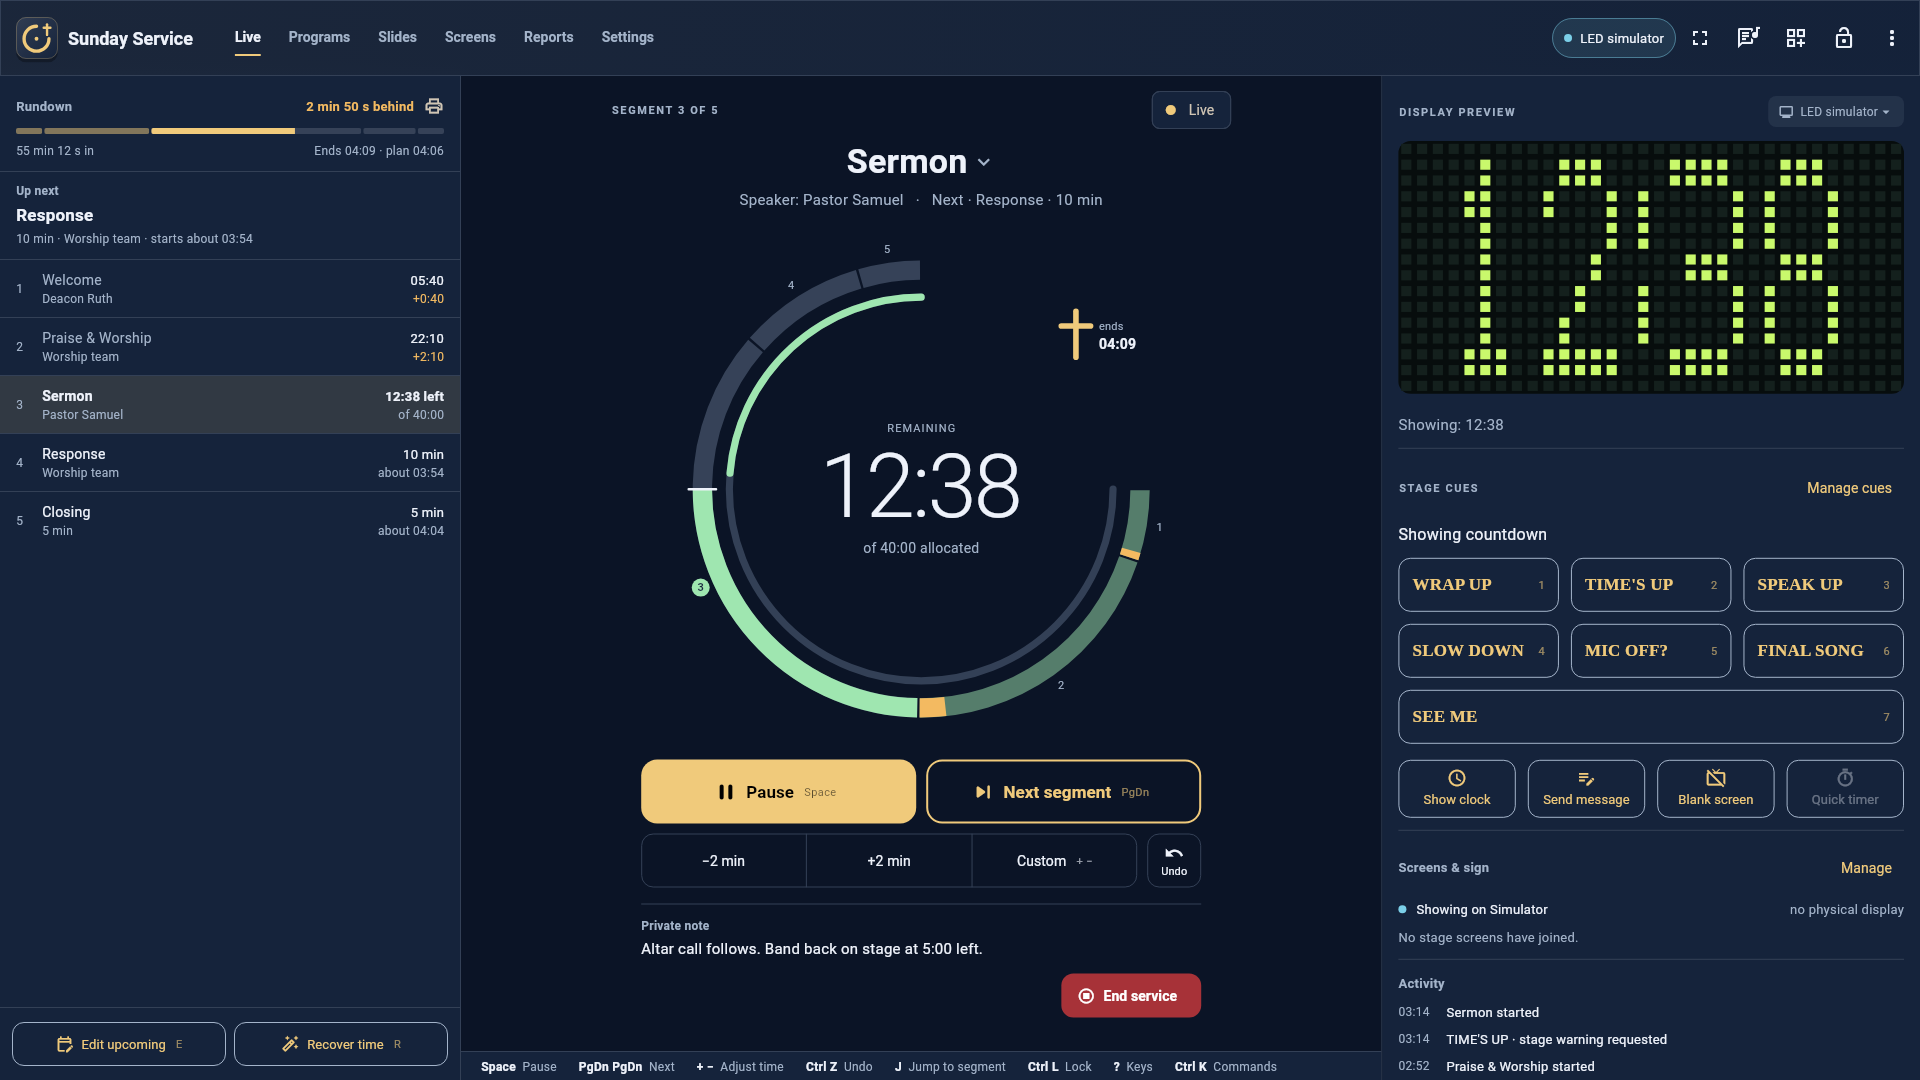 Sunday Service
Live
Programs
Slides
Screens
Reports
Settings
LED simulator
Rundown
2 min 50 s behind
55 min 12 s in
Ends 04:09 · plan 04:06
Up next
Response
10 min · Worship team · starts about 03:54
1
Welcome
05:40
Deacon Ruth
+0:40
2
Praise & Worship
22:10
Worship team
+2:10
3
Sermon
12:38 left
Pastor Samuel
of 40:00
4
Response
10 min
Worship team
about 03:54
5
Closing
5 min
5 min
about 04:04
Edit upcoming E
Recover time R
SEGMENT 3 OF 5
Live
Sermon
Speaker: Pastor Samuel · Next · Response · 10 min
5
4
ends
04:09
REMAINING
12:38
of 40:00 allocated
1
3
2
Pause Space
Next segment PgDn
−2 min
+2 min
Custom + −
Undo
Private note
Altar call follows. Band back on stage at 5:00 left.
End service
Space Pause
PgDn PgDn Next
+ − Adjust time
Ctrl Z Undo
J Jump to segment
Ctrl L Lock
? Keys
Ctrl K Commands
DISPLAY PREVIEW
LED simulator
12:38
Showing: 12:38
STAGE CUES
Manage cues
Showing countdown
WRAP UP 1
TIME'S UP 2
SPEAK UP 3
SLOW DOWN 4
MIC OFF? 5
FINAL SONG 6
SEE ME 7
Show clock
Send message
Blank screen
Quick timer
Screens & sign
Manage
Showing on Simulator
no physical display
No stage screens have joined.
Activity
03:14 Sermon started
03:14 TIME'S UP · stage warning requested
02:52 Praise & Worship started